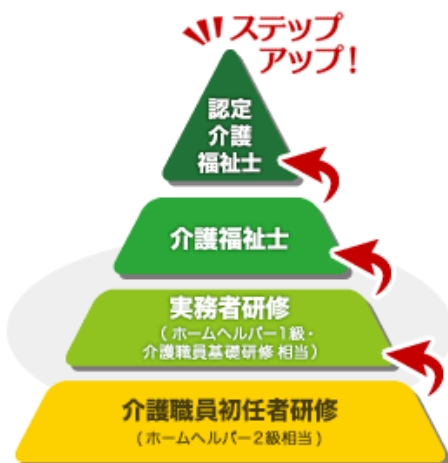 ステップ
アップ！
認定
介護
福祉士
介護福祉士
実務者研修
（ホームヘルパー1級・
介護職員基礎研修 相当）
介護職員初任者研修
（ホームヘルパー２級相当）